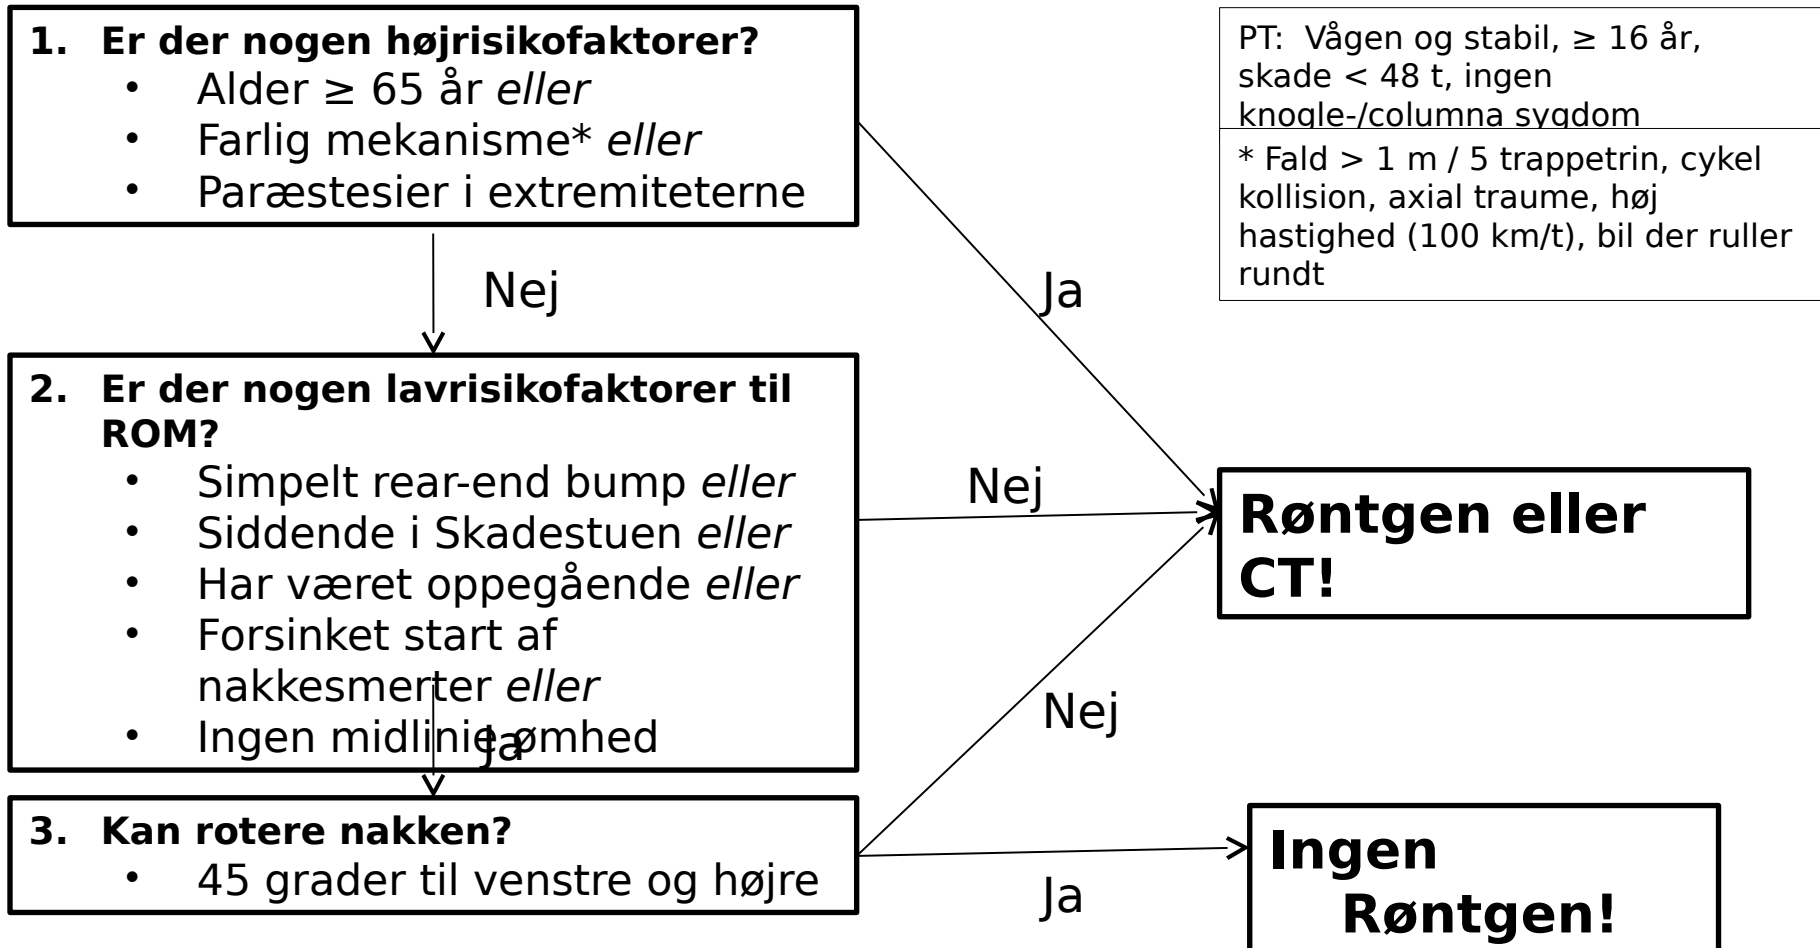 1. Er der nogen højrisikofaktorer?
• Alder ≥ 65 år eller
• Farlig mekanisme* eller
• Paræstesier i extremiteterne
PT:  Vågen og stabil, ≥ 16 år,
skade < 48 t, ingen
knogle-/columna sygdom
* Fald > 1 m / 5 trappetrin, cykel
kollision, axial traume, høj
hastighed (100 km/t), bil der ruller
rundt
Nej
Ja
2. Er der nogen lavrisikofaktorer til
ROM?
• Simpelt rear-end bump eller
• Siddende i Skadestuen eller
• Har været oppegående eller
• Forsinket start af
nakkesmerter eller
• Ingen midlinie ømhed
Nej
Røntgen eller
CT!
Nej
Ja
3. Kan rotere nakken?
• 45 grader til venstre og højre
Ja
Ingen
Røntgen!